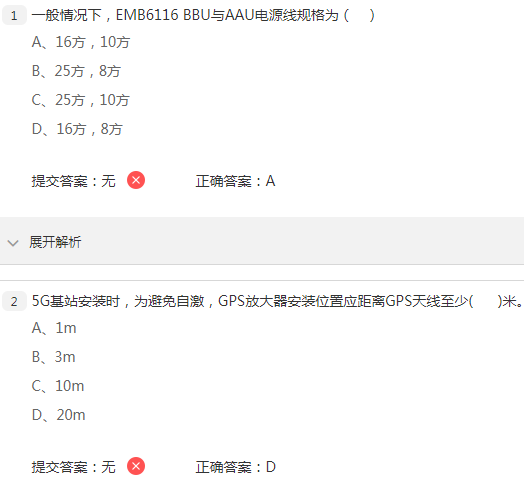 1 一般情况下，EMB6116 BBU与AAU电源线规格为 ( )
A、16方，10方
B、25方，8方
C、25方，10方
D、16方，8方
提交答案：无 正确答案：A
展开解析
2 5G基站安装时，为避免自激，GPS放大器安装位置应距离GPS天线至少( )米。
A、1m
B、3m
C、10m
D、20m
提交答案：无 正确答案：D